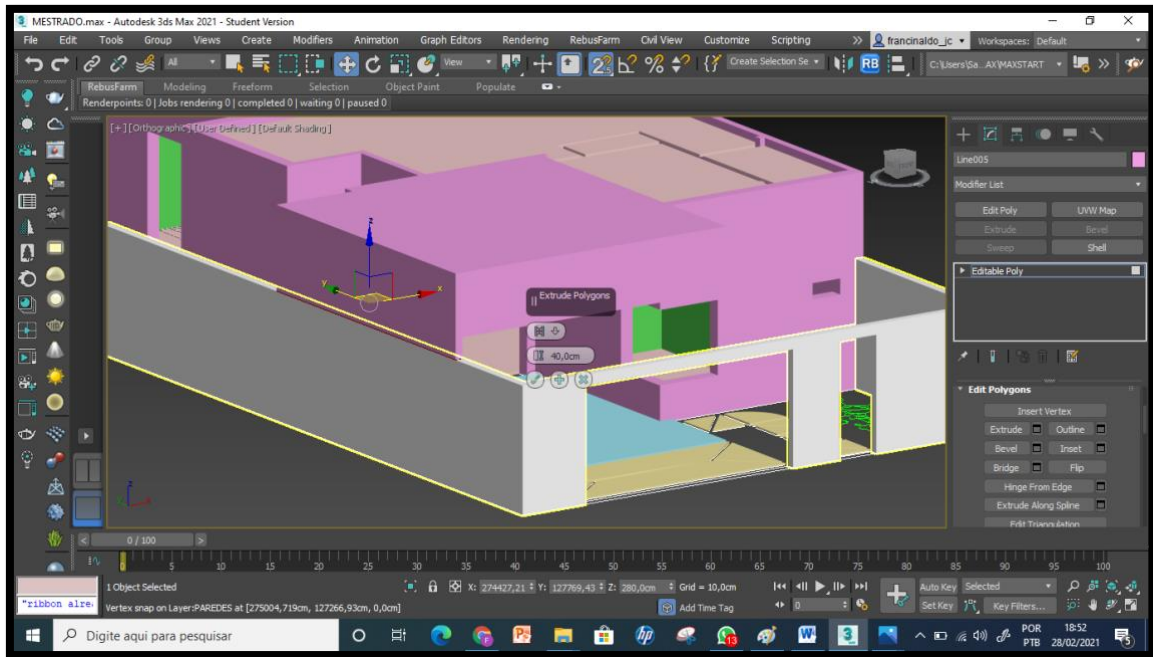 MESTRADO.max - Autodesk 3ds Max 2021 - Student Version
File Edit Tools Group Views Create Modifiers Animation Graph Editors Rendering RebusFarm Civil View Customize Scripting >> francinaldo_jc Workspaces: Default
All View Create Selection Se RB C:\Users\Sa...AX\MAXSTART >>
RebusFarm Modeling Freeform Selection Object Paint Populate
Renderpoints: 0 | Jobs rendering 0 | completed 0 | waiting 0 | paused 0
[+] [Orthographic] [User Defined] [Default Shading]
Line005
Modifier List
Edit Poly UVW Map
Extrude Bevel
Sweep Shell
Editable Poly
z
y x
Extrude Polygons
40,0cm
Edit Polygons
Insert Vertex
Extrude Outline
Bevel Inset
Bridge Flip
Hinge From Edge
Extrude Along Spline
Edit Triangulation
z
< 0 / 100 >
0 5 10 15 20 25 30 35 40 45 50 55 60 65 70 75 80 85 90 95 100
1 Object Selected X: 274427,21 Y: 127769,43 Z: 280,0cm Grid = 10,0cm Auto Key Selected
"ribbon alre Vertex snap on Layer:PAREDES at [275004,719cm, 127266,93cm, 0,0cm] Add Time Tag 0 Set Key Key Filters...
Digite aqui para pesquisar 13 W 3 POR 18:52
PTB 28/02/2021 5